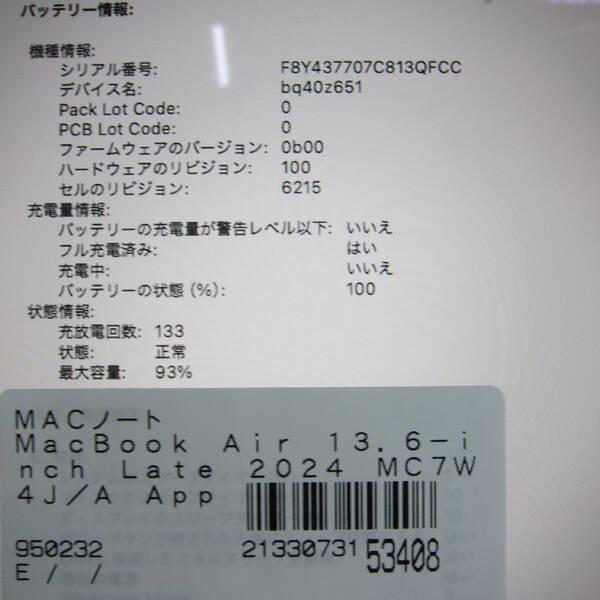 バッテリー情報:
機種情報:
シリアル番号: F8Y437707C813QFCC
デバイス名: bq40z651
Pack Lot Code: 0
PCB Lot Code: 0
ファームウェアのバージョン: 0b00
ハードウェアのリビジョン: 100
セルのリビジョン: 6215
充電量情報:
バッテリーの充電量が警告レベル以下: いいえ
フル充電済み: はい
充電中: いいえ
バッテリーの状態 (%): 100
状態情報:
充放電回数: 133
状態: 正常
最大容量: 93%
MACノート
MacBook Air 13.6-i
nch Late 2024 MC7W
4J/A App
950232 21330731 53408
E / /